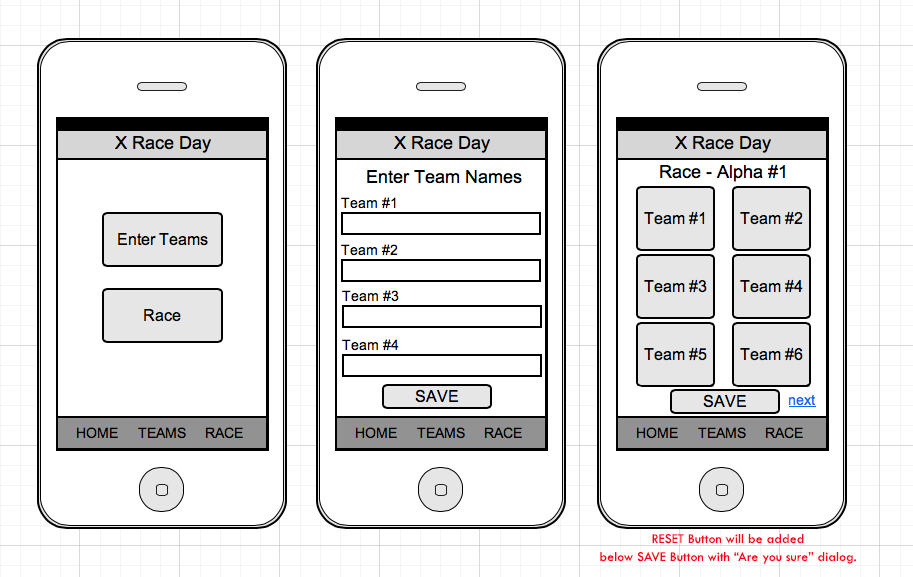 X Race Day
Enter Teams
Race
HOME TEAMS RACE
X Race Day
Enter Team Names
Team #1
Team #2
Team #3
Team #4
SAVE
HOME TEAMS RACE
X Race Day
Race - Alpha #1
Team #1 Team #2
Team #3 Team #4
Team #5 Team #6
SAVE next
HOME TEAMS RACE
RESET Button will be added
below SAVE Button with “Are you sure” dialog.